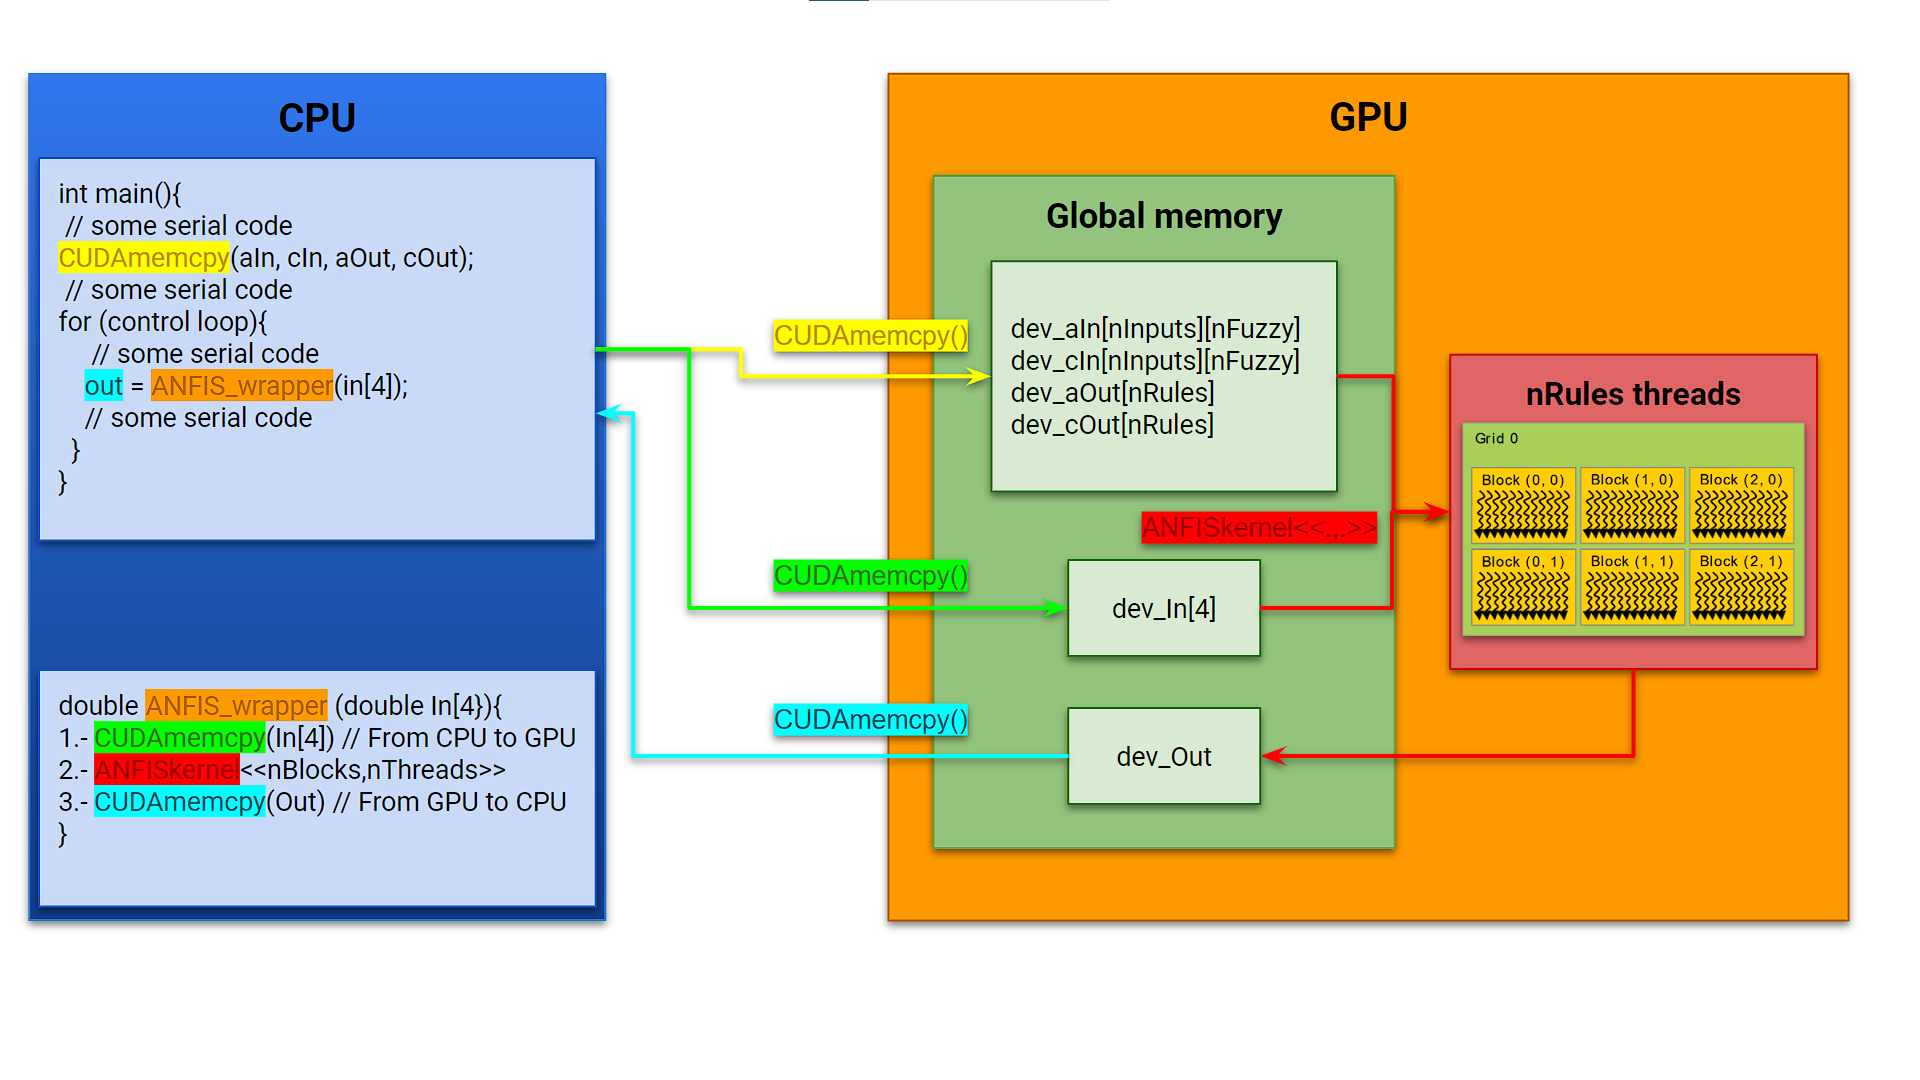 CPU
int main(){
// some serial code
CUDAmemcpy(aIn, cIn, aOut, cOut);
// some serial code
for (control loop){
// some serial code
out = ANFIS_wrapper(in[4]);
// some serial code
}
}
double ANFIS_wrapper (double In[4}){
1.- CUDAmemcpy(In[4]) // From CPU to GPU
2.- ANFISkernel<<nBlocks,nThreads>>
3.- CUDAmemcpy(Out) // From GPU to CPU
}
CUDAmemcpy()
CUDAmemcpy()
CUDAmemcpy()
GPU
Global memory
dev_aIn[nInputs][nFuzzy]
dev_cIn[nInputs][nFuzzy]
dev_aOut[nRules]
dev_cOut[nRules]
ANFISkernel<<.,.>>
dev_In[4]
dev_Out
nRules threads
Grid 0
Block (0, 0) Block (1, 0) Block (2, 0)
Block (0, 1) Block (1, 1) Block (2, 1)